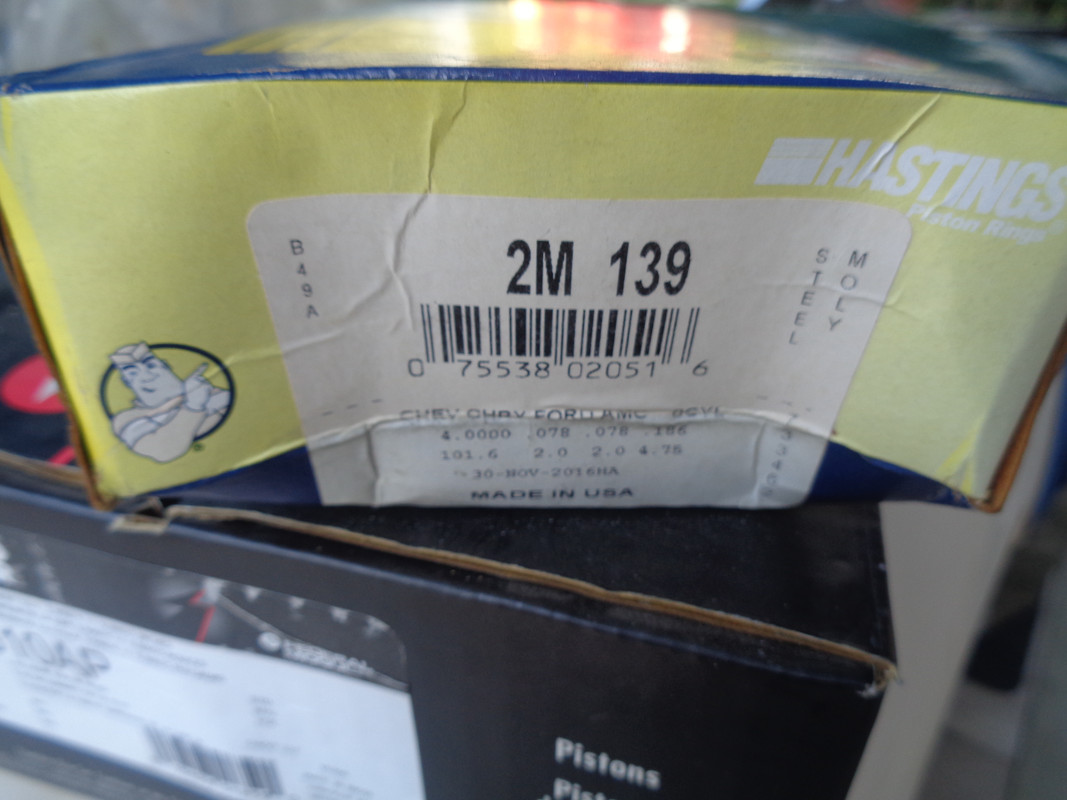 HASTINGS
Piston Rings
2M 139
B49A
STEEL
MOLY
0 75538 02051 6
CHEV CHRY FORD AMC 8CYL
4.0000 .078 .078 .186
101.6 2.0 2.0 4.75
30-NOV-2016HA
MADE IN USA
Pistons